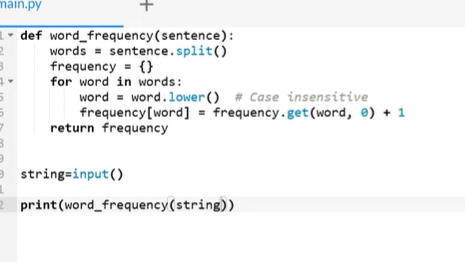 main.py
+
1 def word_frequency(sentence):
2     words = sentence.split()
3     frequency = {}
4     for word in words:
5         word = word.lower()  # Case insensitive
6         frequency[word] = frequency.get(word, 0) + 1
7     return frequency
8
9
0 string=input()
1
2 print(word_frequency(string))